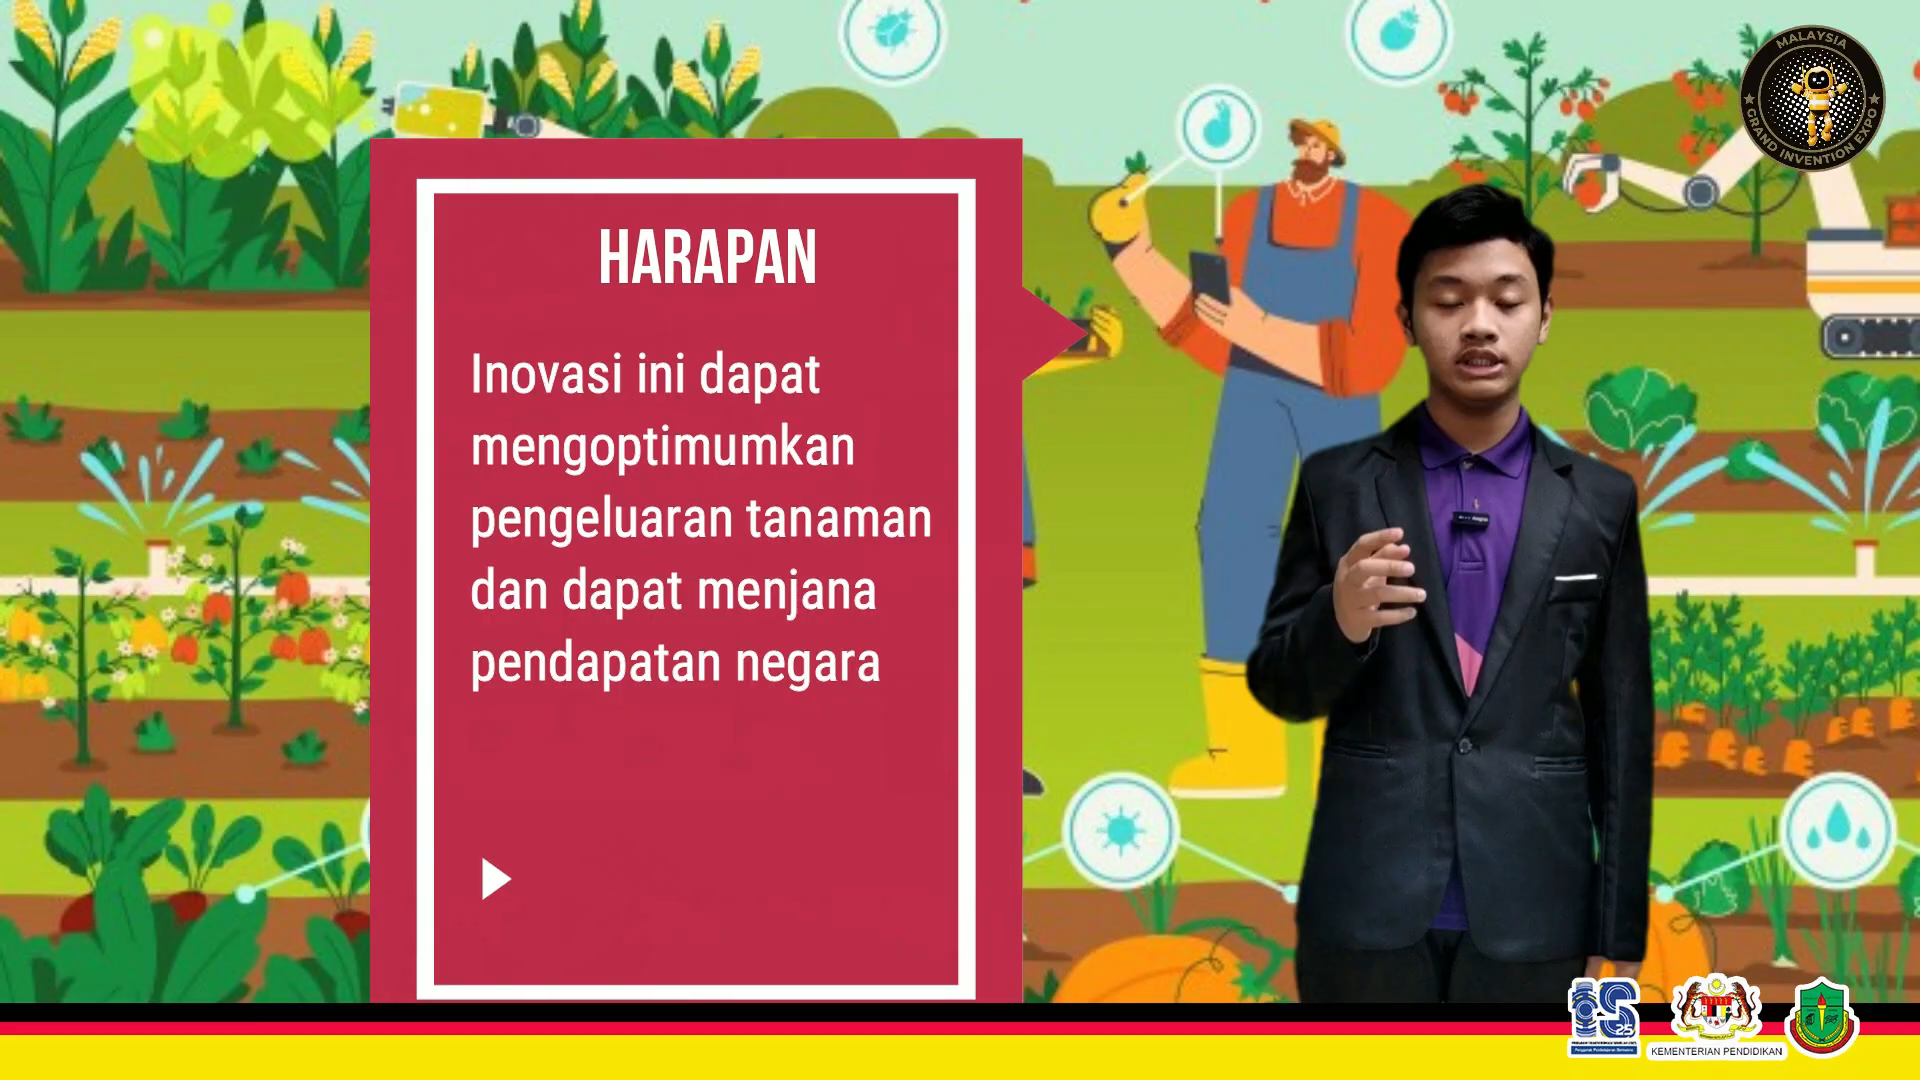 MALAYSIA
GRAND INVENTION EXPO
HARAPAN
Inovasi ini dapat
mengoptimumkan
pengeluaran tanaman
dan dapat menjana
pendapatan negara
KEMENTERIAN PENDIDIKAN